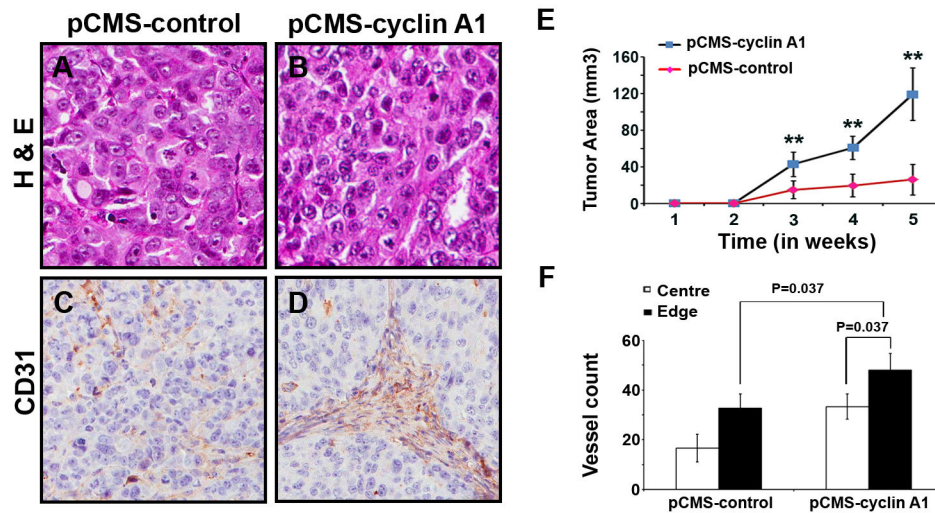 pCMS-control
pCMS-cyclin A1
H & E
A
B
CD31
C
D
E
pCMS-cyclin A1
pCMS-control
Tumor Area (mm3)
160
120
80
40
0
**
**
**
1 2 3 4 5
Time (in weeks)
F
Centre
Edge
P=0.037
P=0.037
Vessel count
60
40
20
0
pCMS-control pCMS-cyclin A1